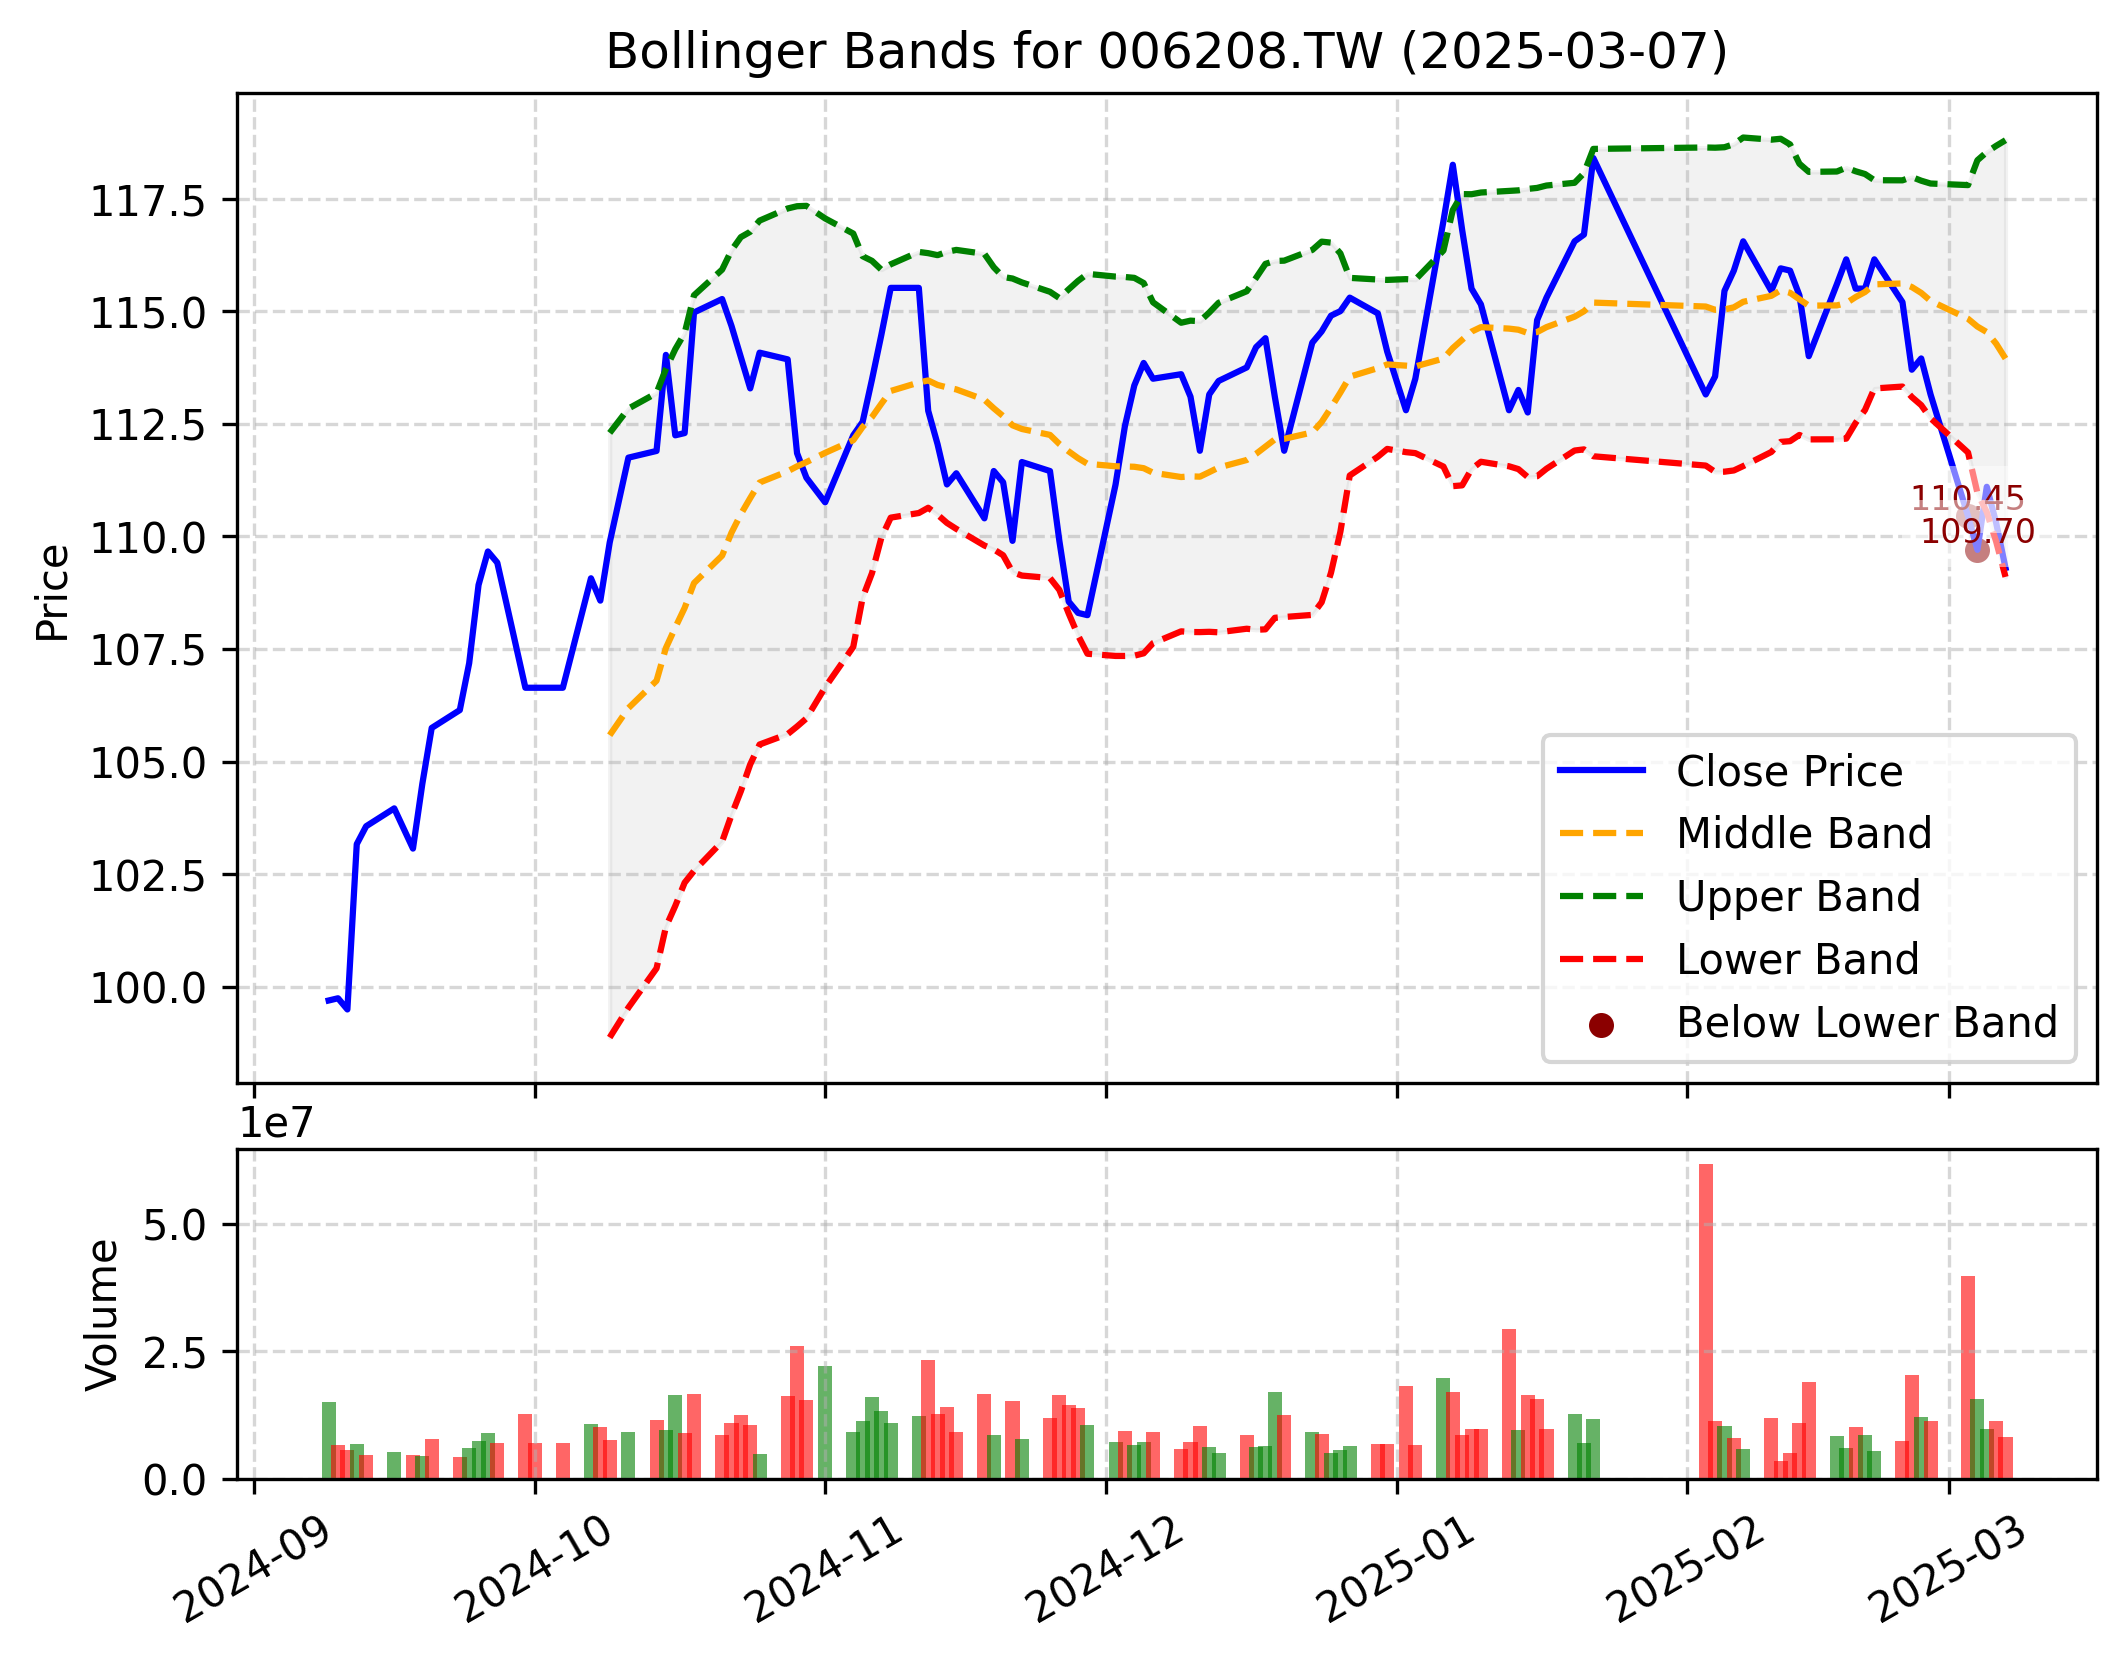 Bollinger Bands for 006208.TW (2025-03-07)
Price
117.5
115.0
112.5
110.0
107.5
105.0
102.5
100.0
110.45
109.70
Close Price
Middle Band
Upper Band
Lower Band
Below Lower Band
1e7
Volume
5.0
2.5
0.0
2024-09
2024-10
2024-11
2024-12
2025-01
2025-02
2025-03